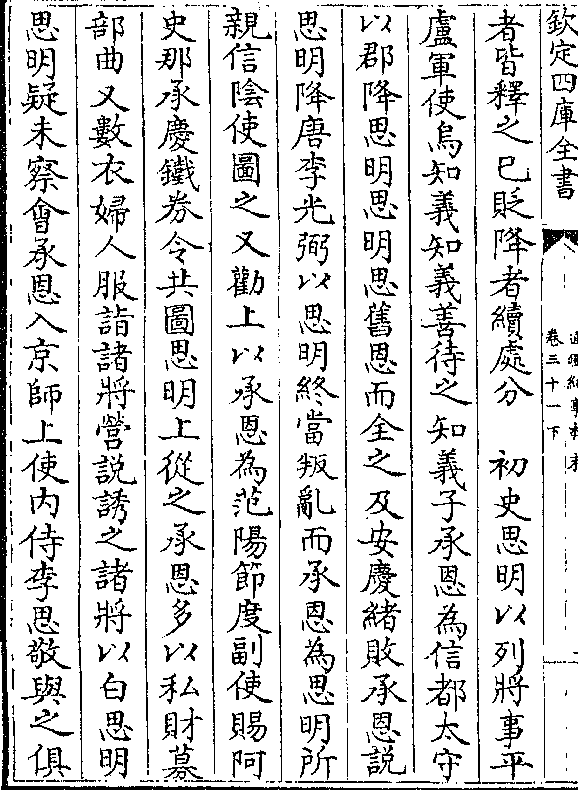 欽定四庫全書
通鑑紀事本末
卷三十一下
者皆釋之已貶降者續處分　初史思明以列將事平
盧軍使烏知義知義善待之知義子承恩為信都太守
以郡降思明思明思舊恩而全之及安慶緒敗承恩說
思明降唐李光弼以思明終當叛亂而承恩為思明所
親信陰使圖之又勸上以承恩為范陽節度副使賜阿
史那承慶鐵券令共圖思明上從之承恩多以私財募
部曲又數衣婦人服詣諸將營説誘之諸將以白思明
思明疑未察會承恩入京師上使内侍李思敬與之俱